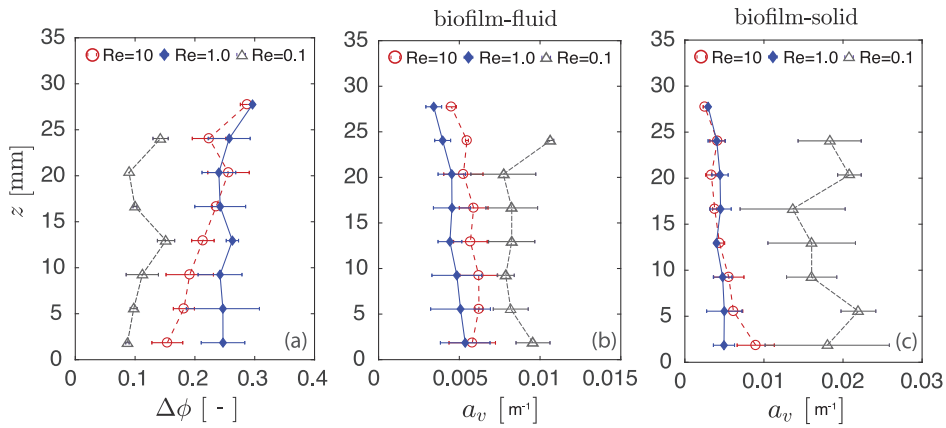 biofilm-fluid
biofilm-solid
35
30
25
20
15
10
5
0
z [mm]
Re=10 Re=1.0 Re=0.1
(a)
0 0.1 0.2 0.3 0.4
Δϕ [ - ]
35
30
25
20
15
10
5
0
Re=10 Re=1.0 Re=0.1
(b)
0 0.005 0.01 0.015
a_v [ m⁻¹ ]
35
30
25
20
15
10
5
0
Re=10 Re=1.0 Re=0.1
(c)
0 0.01 0.02 0.03
a_v [ m⁻¹ ]